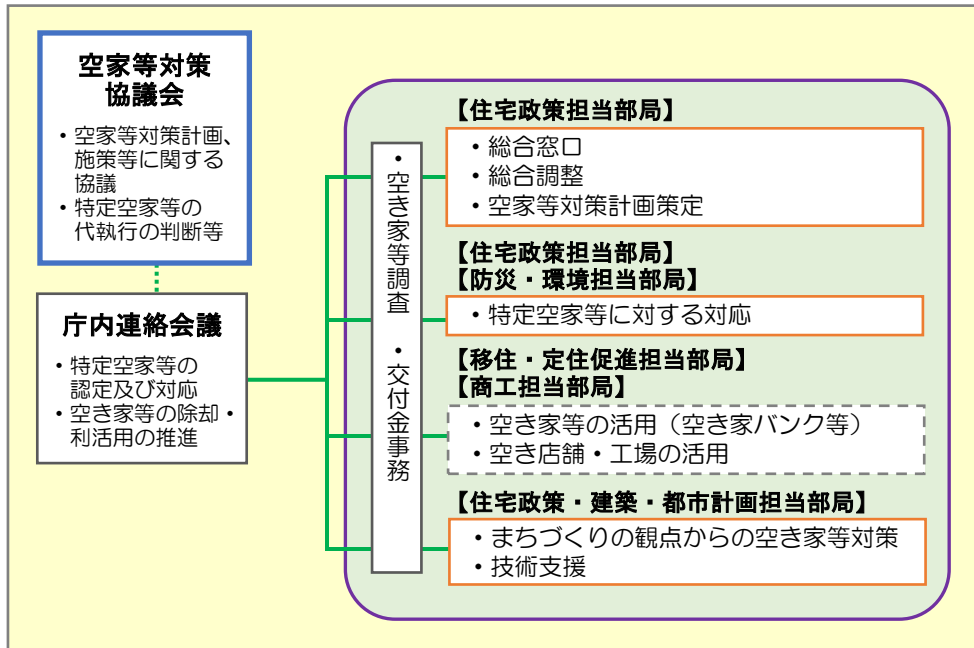 空家等対策
協議会
・空家等対策計画、
施策等に関する
協議
・特定空家等の
代執行の判断等
庁内連絡会議
・特定空家等の
認定及び対応
・空き家等の除却・
利活用の推進
・空き家等調査
・交付金事務
【住宅政策担当部局】
・総合窓口
・総合調整
・空家等対策計画策定
【住宅政策担当部局】
【防災・環境担当部局】
・特定空家等に対する対応
【移住・定住促進担当部局】
【商工担当部局】
・空き家等の活用（空き家バンク等）
・空き店舗・工場の活用
【住宅政策・建築・都市計画担当部局】
・まちづくりの観点からの空き家等対策
・技術支援